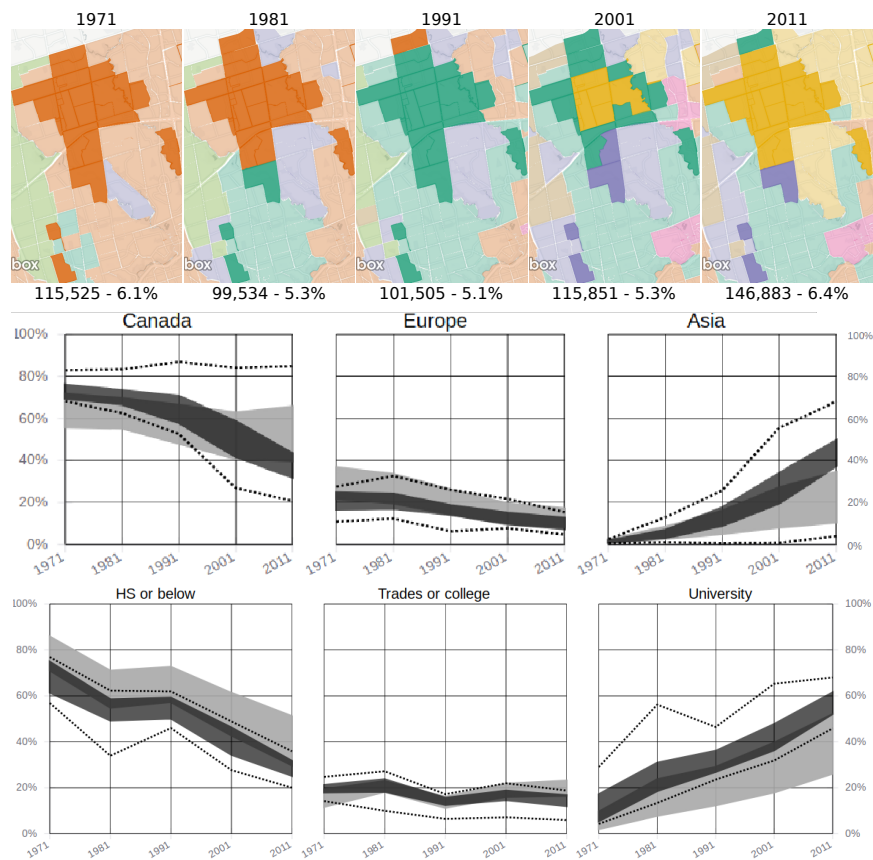 1971 1981 1991 2001 2011
box box box box box
115,525 - 6.1% 99,534 - 5.3% 101,505 - 5.1% 115,851 - 5.3% 146,883 - 6.4%
Canada Europe Asia
100% 100%
80% 80%
60% 60%
40% 40%
20% 20%
0% 0%
1971 1981 1991 2001 2011 1971 1981 1991 2001 2011 1971 1981 1991 2001 2011
HS or below Trades or college University
100% 100%
80% 80%
60% 60%
40% 40%
20% 20%
0% 0%
1971 1981 1991 2001 2011 1971 1981 1991 2001 2011 1971 1981 1991 2001 2011